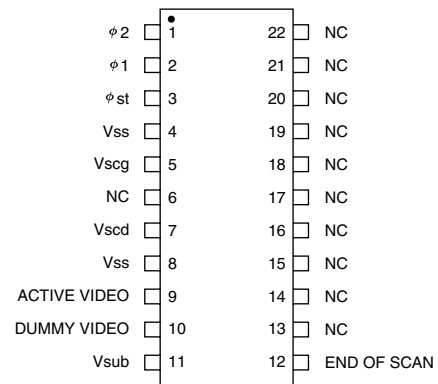 φ2 1 22 NC
φ1 2 21 NC
φst 3 20 NC
Vss 4 19 NC
Vscg 5 18 NC
NC 6 17 NC
Vscd 7 16 NC
Vss 8 15 NC
ACTIVE VIDEO 9 14 NC
DUMMY VIDEO 10 13 NC
Vsub 11 12 END OF SCAN